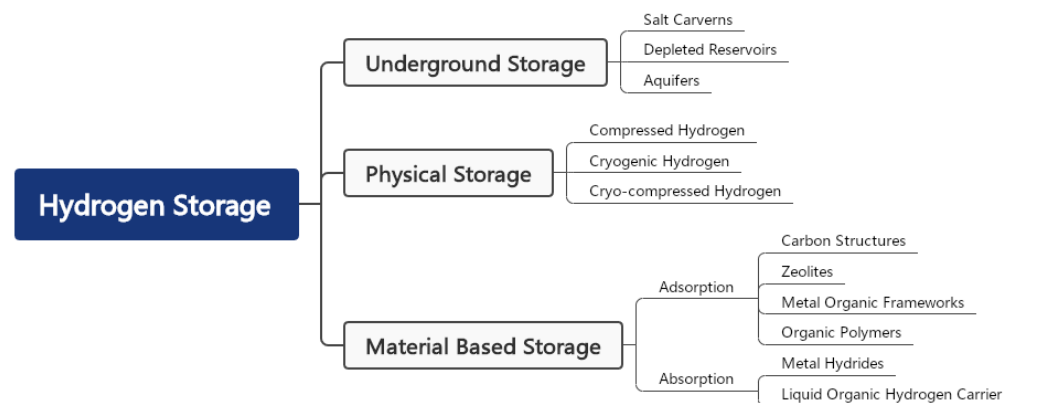 Hydrogen Storage
Underground Storage
Salt Carverns
Depleted Reservoirs
Aquifers
Physical Storage
Compressed Hydrogen
Cryogenic Hydrogen
Cryo-compressed Hydrogen
Material Based Storage
Adsorption
Carbon Structures
Zeolites
Metal Organic Frameworks
Organic Polymers
Absorption
Metal Hydrides
Liquid Organic Hydrogen Carrier